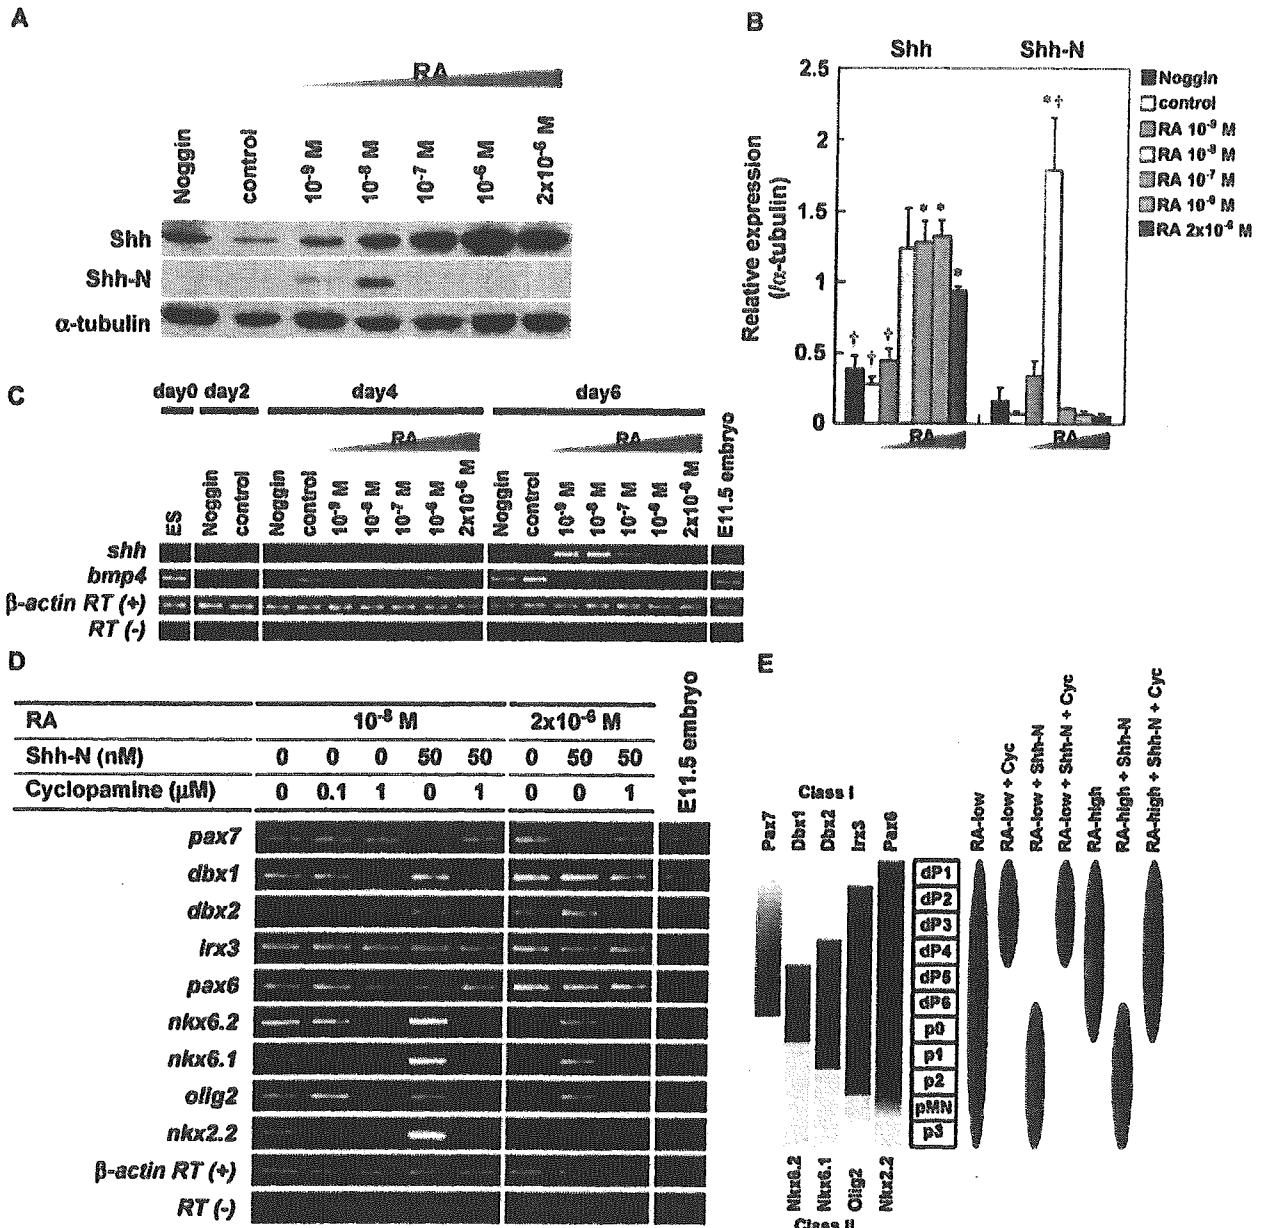 A
RA
Noggin
control
10-9 M
10-8 M
10-7 M
10-6 M
2x10-6 M
Shh
Shh-N
α-tubulin
B
Shh Shh-N
Relative expression
(/α-tubulin)
2.5
2
1.5
1
0.5
0
† † † * * * *†
RA RA
Noggin
control
RA 10-9 M
RA 10-8 M
RA 10-7 M
RA 10-6 M
RA 2x10-6 M
C
day0 day2 day4 day6
RA RA
ES
Noggin
control
Noggin
control
10-9 M
10-8 M
10-7 M
10-6 M
2x10-6 M
Noggin
control
10-9 M
10-8 M
10-7 M
10-6 M
2x10-6 M
E11.5 embryo
shh
bmp4
β-actin RT (+)
RT (-)
D
RA 10-8 M 2x10-6 M
Shh-N (nM) 0 0 0 50 50 0 50 50
Cyclopamine (μM) 0 0.1 1 0 1 0 0 1
E11.5 embryo
pax7
dbx1
dbx2
irx3
pax6
nkx6.2
nkx6.1
olig2
nkx2.2
β-actin RT (+)
RT (-)
E
Class I
Pax7
Dbx1
Dbx2
Irx3
Pax6
RA-low
RA-low + Cyc
RA-low + Shh-N
RA-low + Shh-N + Cyc
RA-high
RA-high + Shh-N
RA-high + Shh-N + Cyc
dP1
dP2
dP3
dP4
dP5
dP6
p0
p1
p2
pMN
p3
Nkx6.2
Nkx6.1
Olig2
Nkx2.2
Class II